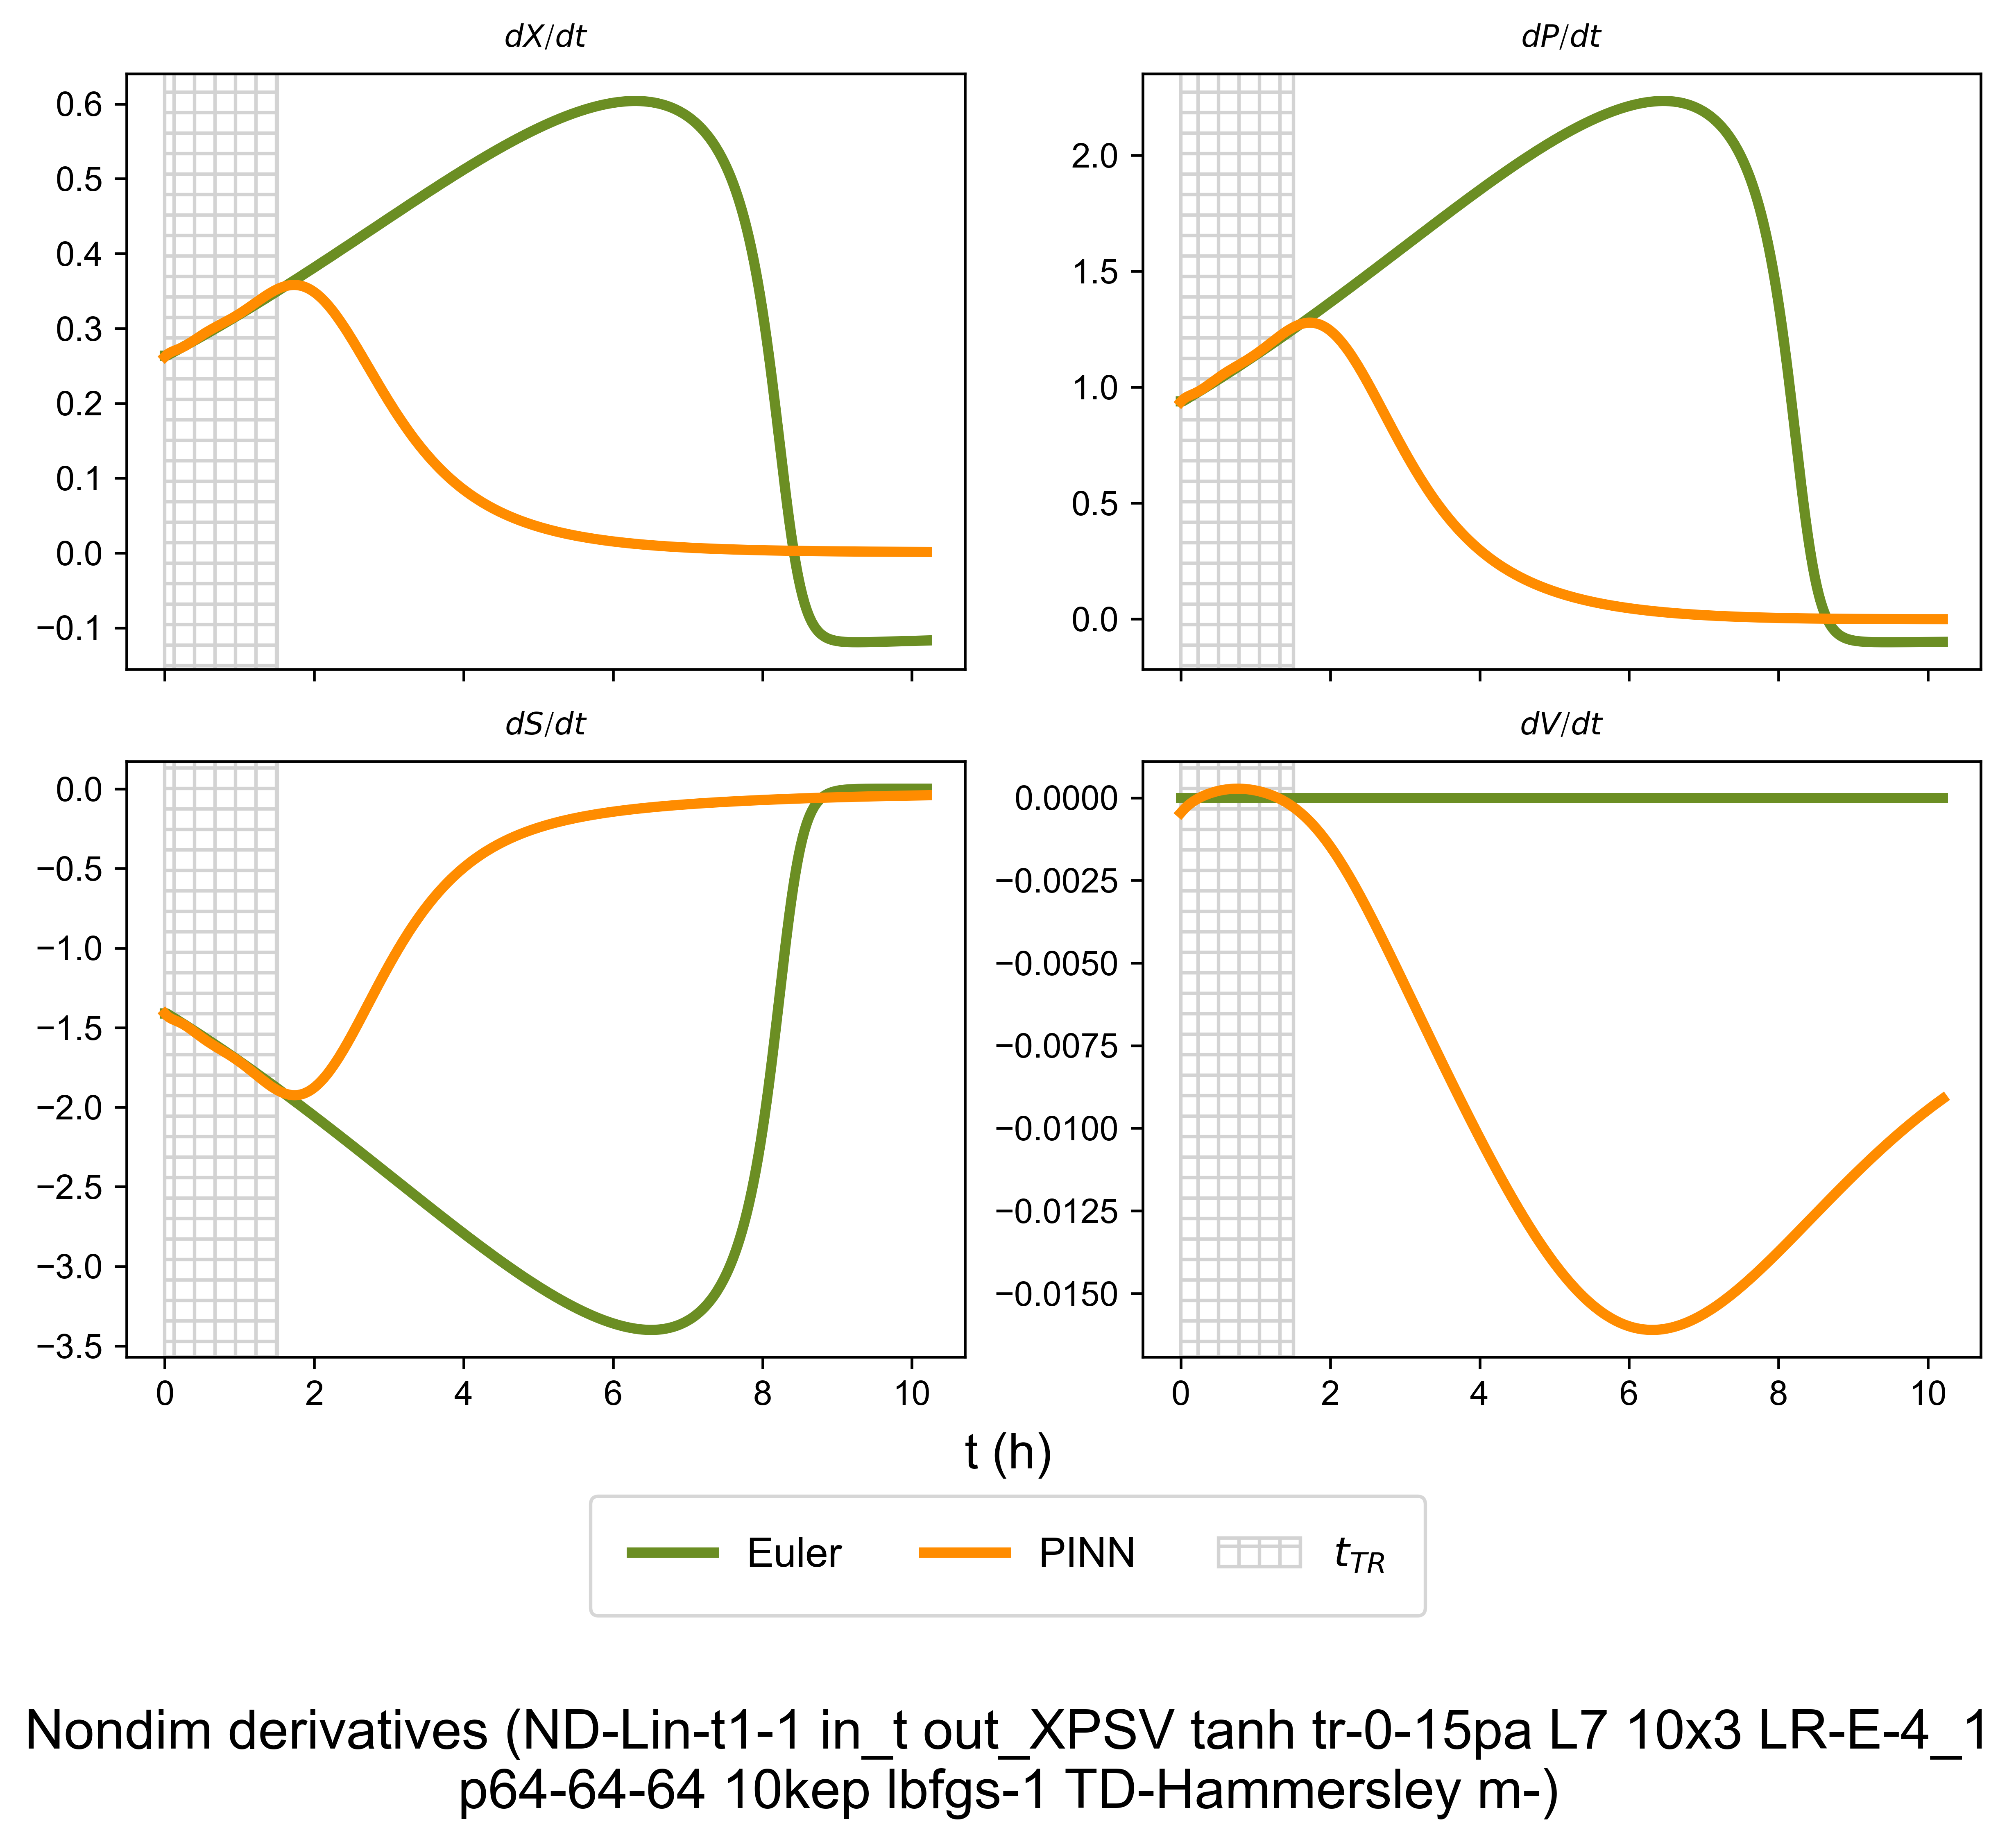 dX/dt
dP/dt
0.6
0.5
0.4
0.3
0.2
0.1
0.0
−0.1
2.0
1.5
1.0
0.5
0.0
dS/dt
dV/dt
0.0
−0.5
−1.0
−1.5
−2.0
−2.5
−3.0
−3.5
0 2 4 6 8 10
0.0000
−0.0025
−0.0050
−0.0075
−0.0100
−0.0125
−0.0150
0 2 4 6 8 10
t (h)
Euler PINN t_{TR}
Nondim derivatives (ND-Lin-t1-1 in_t out_XPSV tanh tr-0-15pa L7 10x3 LR-E-4_1
p64-64-64 10kep lbfgs-1 TD-Hammersley m-)